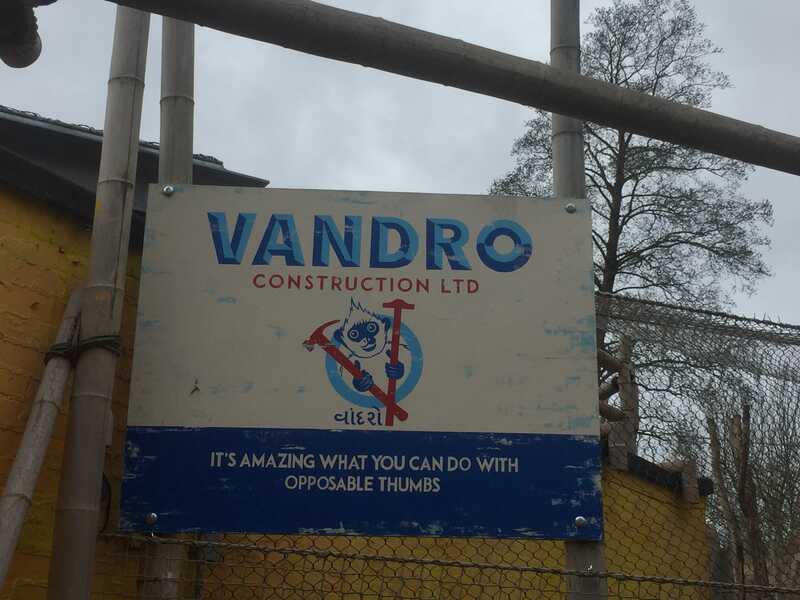 VANDRO
CONSTRUCTION LTD
વાંદરો
IT'S AMAZING WHAT YOU CAN DO WITH
OPPOSABLE THUMBS